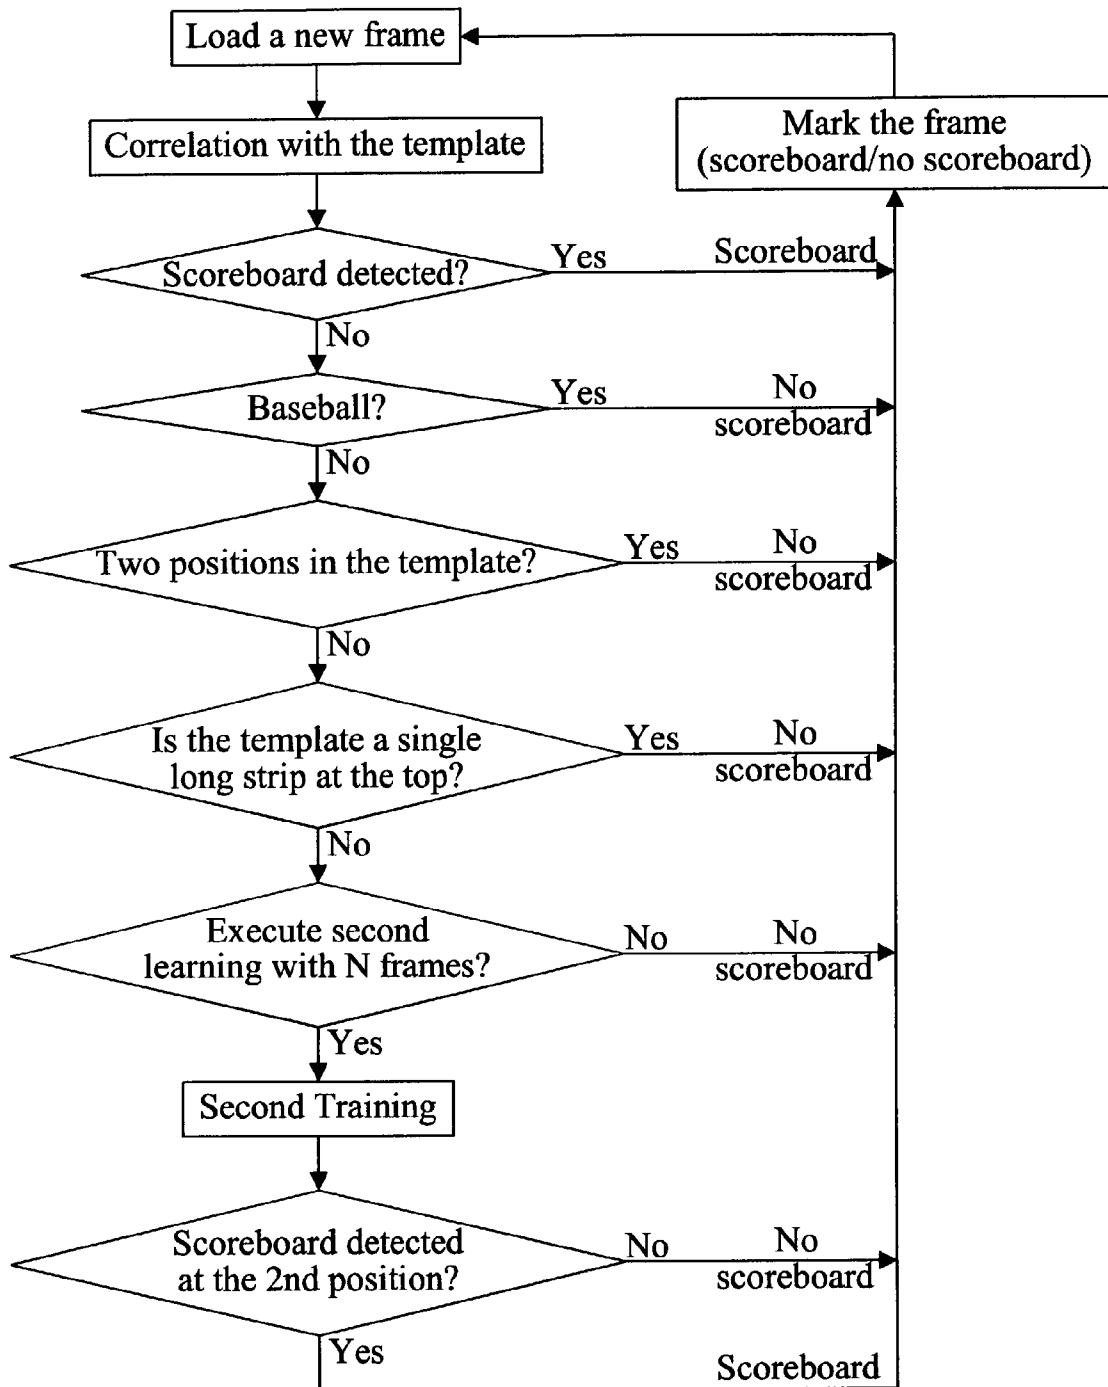 Load a new frame
Mark the frame
(scoreboard/no scoreboard)
Correlation with the template
Scoreboard detected?
Yes
Scoreboard
No
Baseball?
Yes
No
scoreboard
No
Two positions in the template?
Yes
No
scoreboard
No
Is the template a single
long strip at the top?
Yes
No
scoreboard
No
Execute second
learning with N frames?
No
No
scoreboard
Yes
Second Training
Scoreboard detected
at the 2nd position?
No
No
scoreboard
Yes
Scoreboard